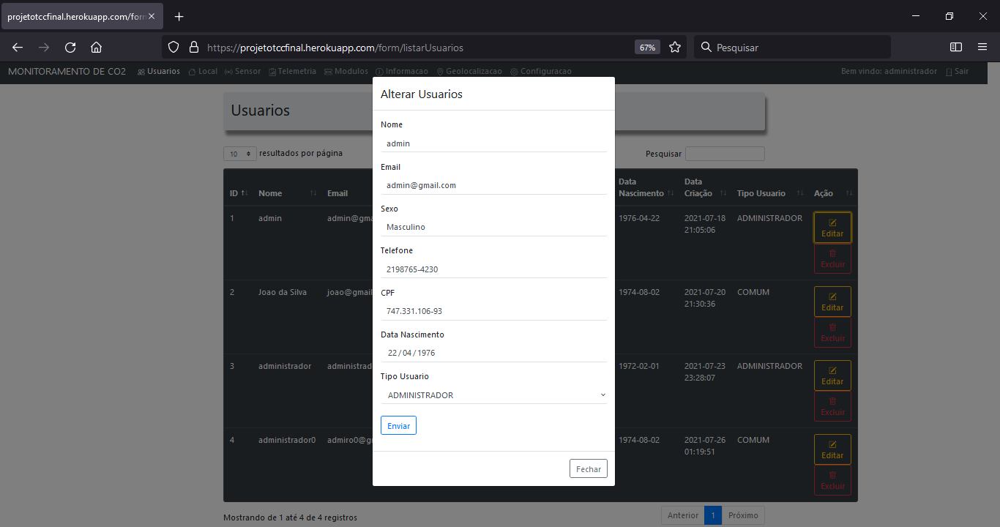 projetotccfinal.herokuapp.com/form
https://projetotccfinal.herokuapp.com/form/listarUsuarios
67%
Pesquisar
MONITORAMENTO DE CO2 Usuarios Local Sensor Telemetria Modulos Informacao Geolocalizacao Configuracao Bem vindo: administrador Sair
Usuarios
10 resultados por página
Pesquisar
ID Nome Email Data Nascimento Data Criação Tipo Usuario Ação
1 admin admin@gma 1976-04-22 2021-07-18 21:05:06 ADMINISTRADOR Editar Excluir
2 Joao da Silva joao@gmail 1974-08-02 2021-07-20 21:30:36 COMUM Editar Excluir
3 administrador administrad 1972-02-01 2021-07-23 23:28:07 ADMINISTRADOR Editar Excluir
4 administrador0 admiro0@g 1974-08-02 2021-07-26 01:19:51 COMUM Editar Excluir
Mostrando de 1 até 4 de 4 registros
Anterior 1 Próximo
Alterar Usuarios
Nome
admin
Email
admin@gmail.com
Sexo
Masculino
Telefone
2198765-4230
CPF
747.331.106-93
Data Nascimento
22 / 04 / 1976
Tipo Usuario
ADMINISTRADOR
Enviar
Fechar